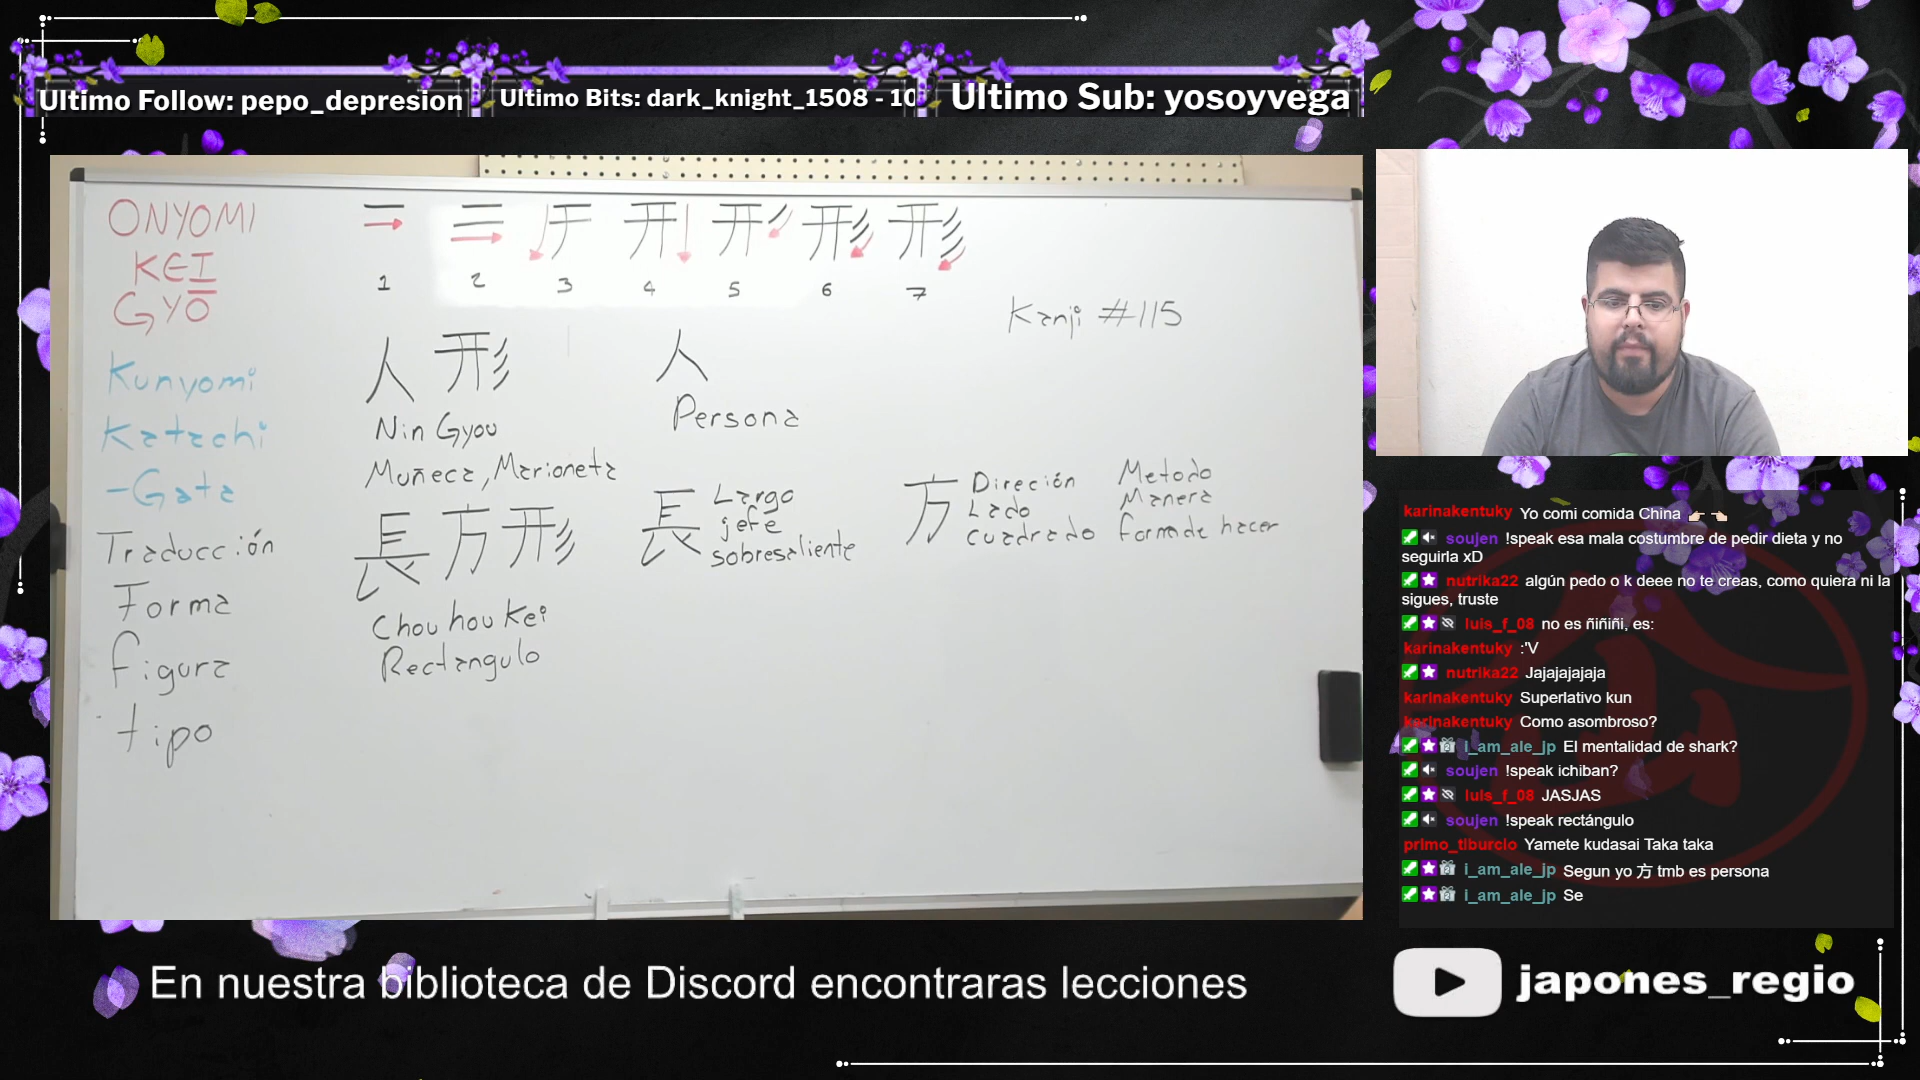 Ultimo Follow: pepo_depresion
Ultimo Bits: dark_knight_1508 - 10
Ultimo Sub: yosoyvega
ONYOMI
KEI
GYO
Kunyomi
Katachi
-Gata
Traducción
Forma
figura
tipo
1 2 3 4 5 6 7
Kanji #115
人形
Nin Gyou
Muñeca, Marioneta
人
Persona
長方形
Chou hou Kei
Rectangulo
長
Largo
jefe
sobresaliente
方
Direción
Lado
cuadrado
Metodo
Manera
forma de hacer
karinakentuky Yo comi comida China
soujen !speak esa mala costumbre de pedir dieta y no
seguirla xD
nutrika22 algún pedo o k deee no te creas, como quiera ni la
sigues, truste
luis_f_08 no es ñiñiñi, es:
karinakentuky :'V
nutrika22 Jajajajajaja
karinakentuky Superlativo kun
karinakentuky Como asombroso?
i_am_ale_jp El mentalidad de shark?
soujen !speak ichiban?
luis_f_08 JASJAS
soujen !speak rectángulo
primo_tiburcio Yamete kudasai Taka taka
i_am_ale_jp Segun yo 方 tmb es persona
i_am_ale_jp Se
En nuestra biblioteca de Discord encontraras lecciones
japones_regio